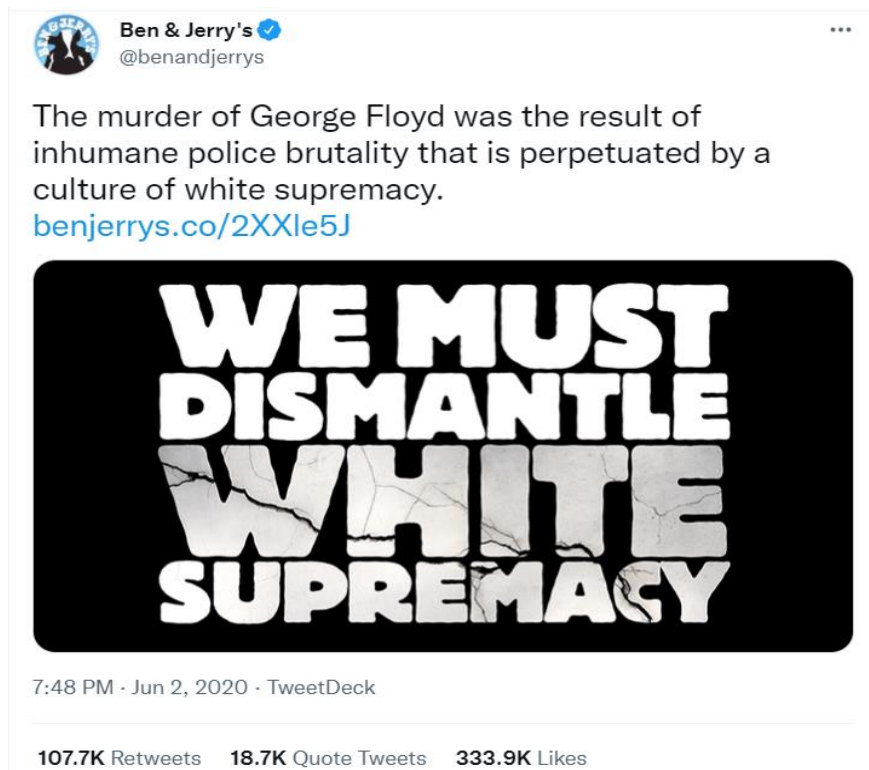 BEN & JERRY'S
Ben & Jerry's
@benandjerrys
The murder of George Floyd was the result of
inhumane police brutality that is perpetuated by a
culture of white supremacy.
benjerrys.co/2XXle5J
WE MUST
DISMANTLE
WHITE
SUPREMACY
7:48 PM · Jun 2, 2020 · TweetDeck
107.7K Retweets 18.7K Quote Tweets 333.9K Likes